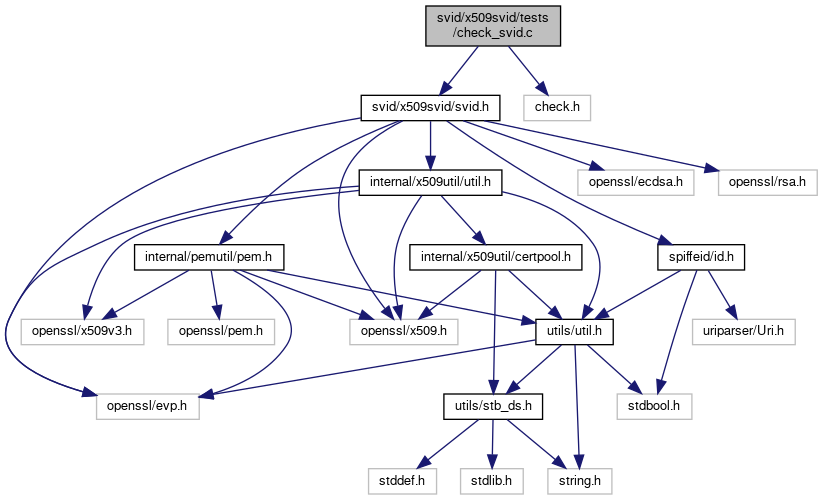 svid/x509svid/tests
/check_svid.c
svid/x509svid/svid.h
check.h
internal/x509util/util.h
openssl/ecdsa.h
openssl/rsa.h
internal/pemutil/pem.h
internal/x509util/certpool.h
spiffeid/id.h
openssl/x509v3.h
openssl/pem.h
openssl/x509.h
utils/util.h
uriparser/Uri.h
openssl/evp.h
utils/stb_ds.h
stdbool.h
stddef.h
stdlib.h
string.h